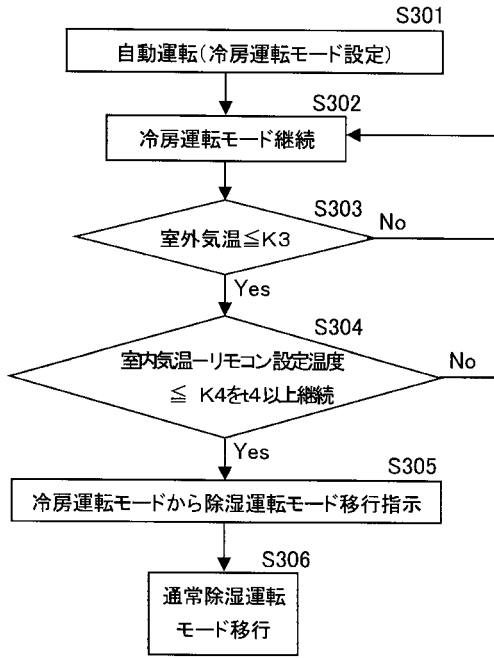 S301
自動運転(冷房運転モード設定)
S302
冷房運転モード継続
S303
室外気温≦K3
No
Yes
S304
室内気温ーリモコン設定温度
≦ K4をt4以上継続
No
Yes
S305
冷房運転モードから除湿運転モード移行指示
S306
通常除湿運転
モード移行